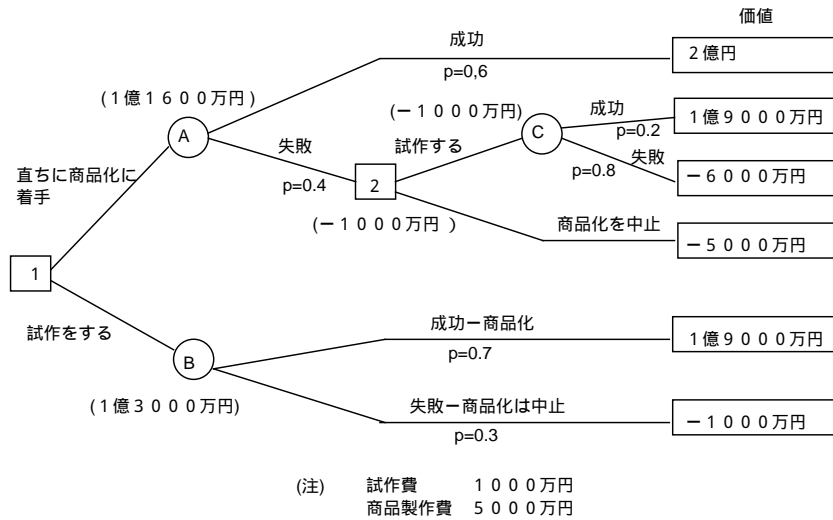 価値
成功
2億円
p=0,6
(1億1600万円)
(－1000万円)
成功
1億9000万円
A
C
p=0.2
失敗
試作する
失敗
直ちに商品化に
着手
p=0.4
2
p=0.8
－6000万円
(－1000万円 )
商品化を中止
－5000万円
1
試作をする
成功－商品化
1億9000万円
B
p=0.7
(1億3000万円)
失敗－商品化は中止
－1000万円
p=0.3
(注) 試作費 1000万円
商品製作費 5000万円